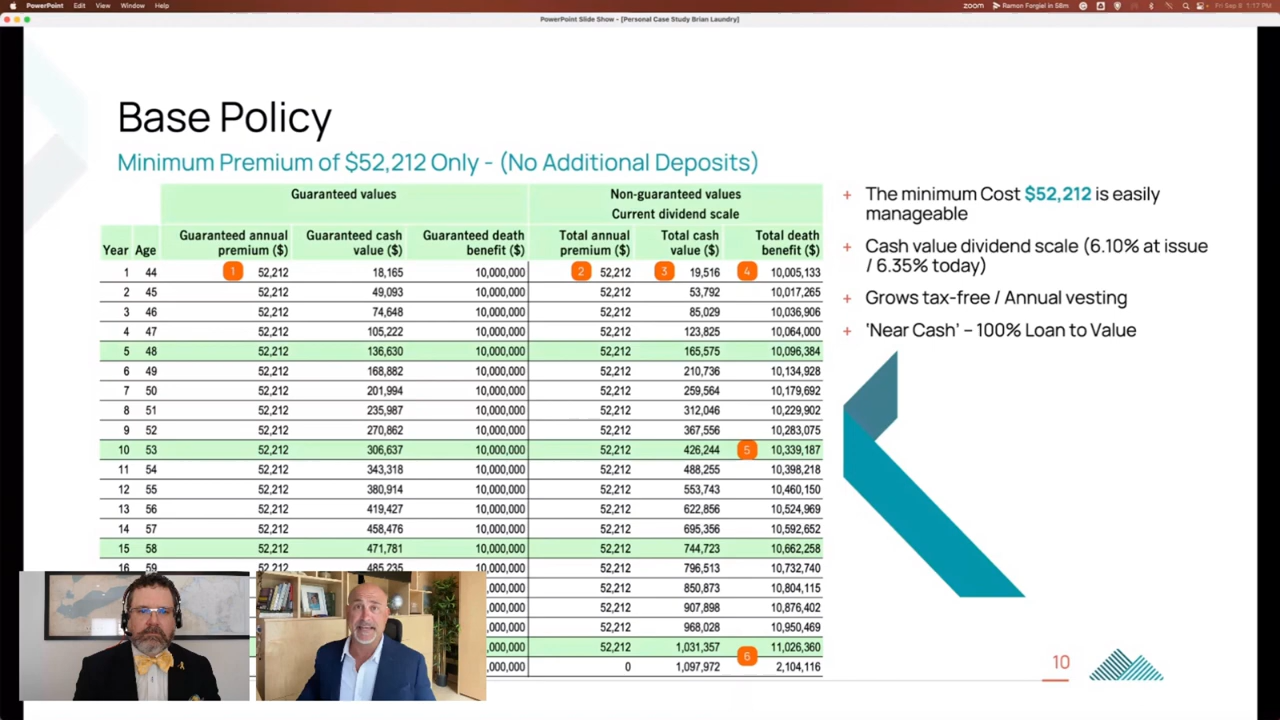 PowerPoint File Edit View Window Help zoom Ramon Forgiel in 58m Fri Sep 8 1:17 PM
PowerPoint Slide Show - [Personal Case Study Brian Laundry]
Base Policy
Minimum Premium of $52,212 Only - (No Additional Deposits)
Guaranteed values Non-guaranteed values
Current dividend scale
Year Age Guaranteed annual premium ($) Guaranteed cash value ($) Guaranteed death benefit ($) Total annual premium ($) Total cash value ($) Total death benefit ($)
1 44 1 52,212 18,165 10,000,000 2 52,212 3 19,516 4 10,005,133
2 45 52,212 49,093 10,000,000 52,212 53,792 10,017,265
3 46 52,212 74,648 10,000,000 52,212 85,029 10,036,906
4 47 52,212 105,222 10,000,000 52,212 123,825 10,064,000
5 48 52,212 136,630 10,000,000 52,212 165,575 10,096,384
6 49 52,212 168,882 10,000,000 52,212 210,736 10,134,928
7 50 52,212 201,994 10,000,000 52,212 259,564 10,179,692
8 51 52,212 235,987 10,000,000 52,212 312,046 10,229,902
9 52 52,212 270,862 10,000,000 52,212 367,556 10,283,075
10 53 52,212 306,637 10,000,000 52,212 426,244 5 10,339,187
11 54 52,212 343,318 10,000,000 52,212 488,255 10,398,218
12 55 52,212 380,914 10,000,000 52,212 553,743 10,460,150
13 56 52,212 419,427 10,000,000 52,212 622,856 10,524,969
14 57 52,212 458,476 10,000,000 52,212 695,356 10,592,652
15 58 52,212 471,781 10,000,000 52,212 744,723 10,662,258
16 59 52,212 485,235 10,000,000 52,212 796,513 10,732,740
,000,000 52,212 850,873 10,804,115
,000,000 52,212 907,898 10,876,402
,000,000 52,212 968,028 10,950,469
,000,000 52,212 1,031,357 11,026,360
6
,000,000 0 1,097,972 2,104,116
+ The minimum Cost $52,212 is easily
manageable
+ Cash value dividend scale (6.10% at issue
/ 6.35% today)
+ Grows tax-free / Annual vesting
+ ‘Near Cash’ – 100% Loan to Value
10